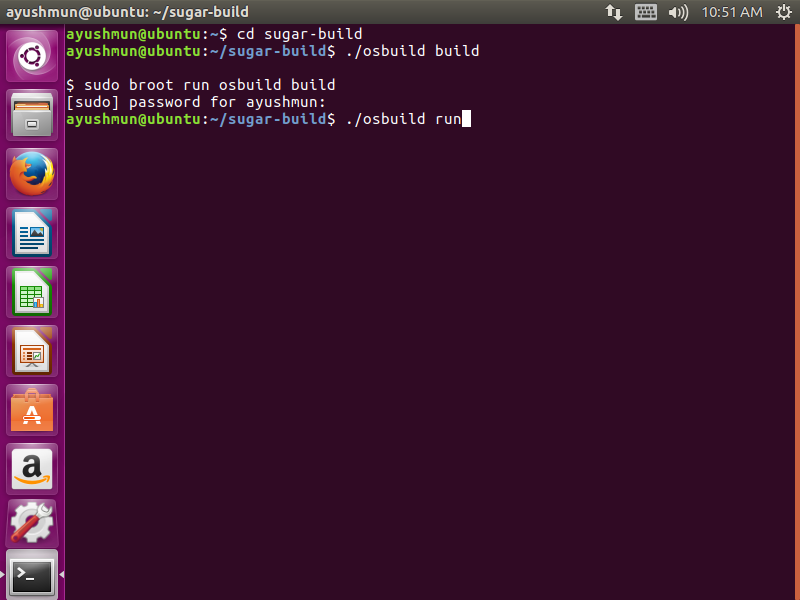 ayushmun@ubuntu: ~/sugar-build
10:51 AM
ayushmun@ubuntu:~$ cd sugar-build
ayushmun@ubuntu:~/sugar-build$ ./osbuild build
$ sudo broot run osbuild build
[sudo] password for ayushmun:
ayushmun@ubuntu:~/sugar-build$ ./osbuild run